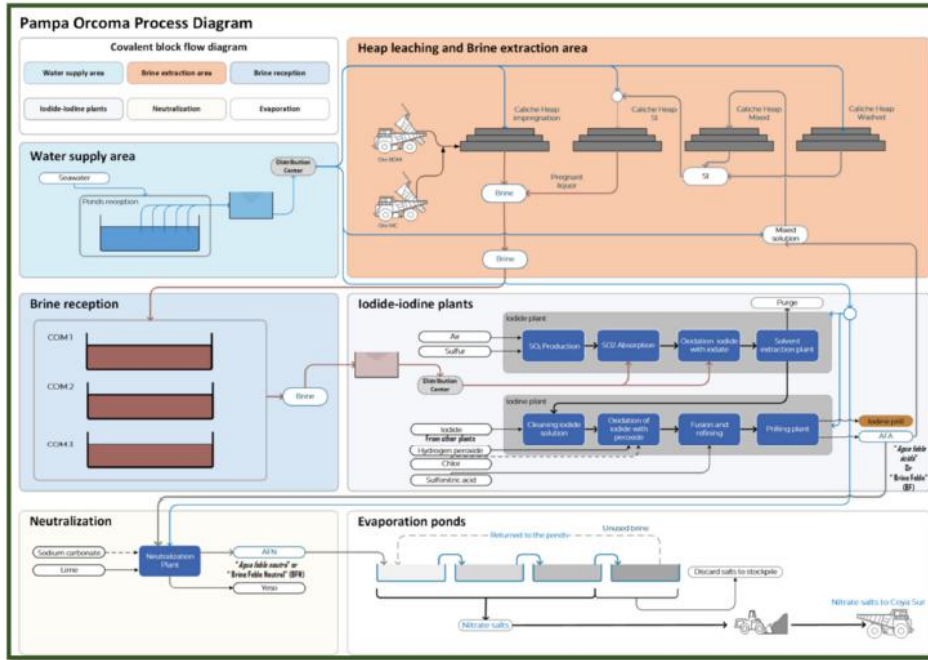 Pampa Orcoma Process Diagram
Covalent block flow diagram
Water supply area
Brine extraction area
Brine reception
Iodide-iodine plants
Neutralization
Evaporation
Heap leaching and Brine extraction area
Caliche Heap
Impregnation
Caliche Heap
SI
Caliche Heap
Mixed
Caliche Heap
Washed
Site MC
Brine
Pregnant
liquor
SI
Mixed
solution
Brine
Water supply area
Seawater
Ponds reception
Distribution
Center
Brine reception
COM 1
COM 2
COM 3
Brine
Iodide-iodine plants
Purge
Iodide plant
Air
Sulfur
SO₂ Production
SO2 Absorption
Oxidation iodide
with iodate
Solvent
extraction plant
Distribution
Center
Iodine plant
Iodide
From other plants
Hydrogen peroxide
Chlor
Sulfonitric acid
Cleaning iodide
solution
Oxidation of
iodide with
peroxide
Fusion and
refining
Prilling plant
Iodine prill
AFA
"Agua feble
acida"
Or
"Brine Feble"
(BF)
Neutralization
Sodium carbonate
Lime
Neutralization
Plant
AFN
"Agua feble neutra" or
"Brine Feble Neutral" (BFN)
Yeso
Evaporation ponds
Unused brine
Returned to the ponds
Discard salts to stockpile
Nitrate salts
Nitrate salts to Coya Sur